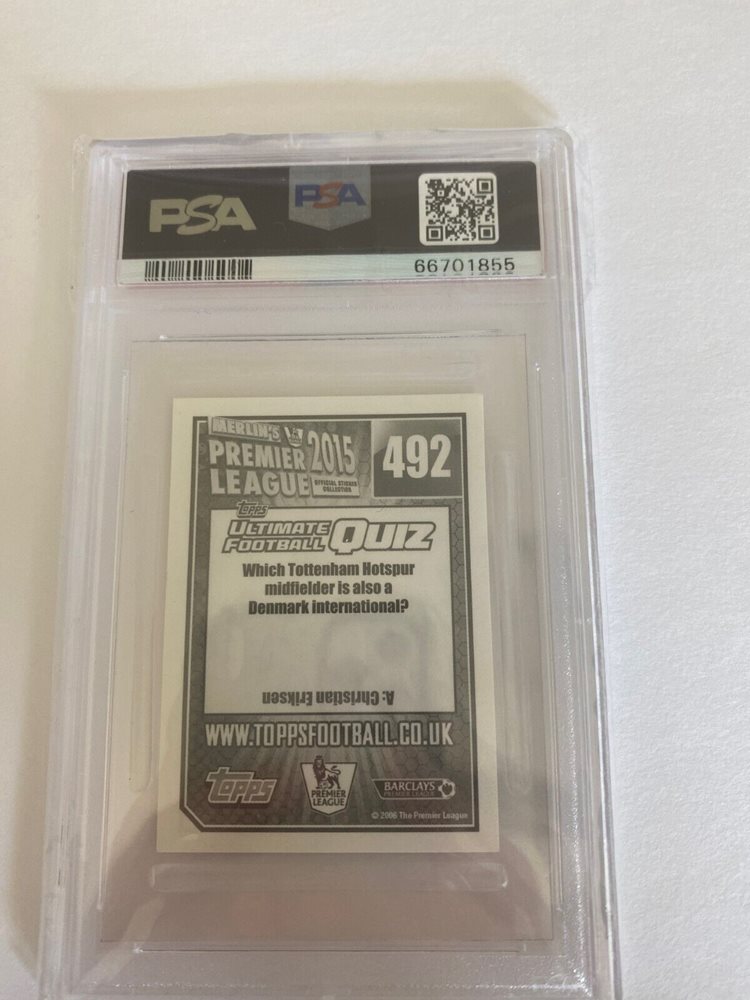 PSA
PSA
66701855
MERLIN'S
PREMIER
LEAGUE
2015
OFFICIAL STICKER
COLLECTION
492
Topps
ULTIMATE
FOOTBALL
QUIZ
Which Tottenham Hotspur
midfielder is also a
Denmark international?
A: Christian Eriksen
WWW.TOPPSFOOTBALL.CO.UK
Topps
PREMIER
LEAGUE
BARCLAYS
PREMIER LEAGUE
© 2006 The Premier League